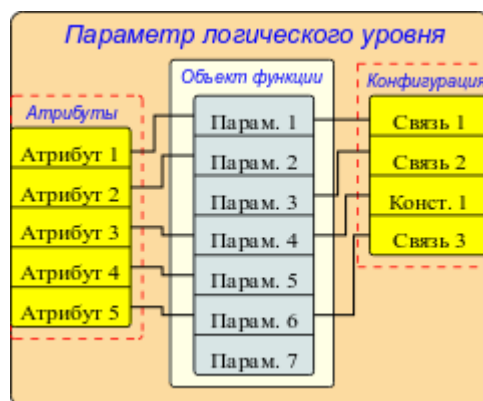 Параметр логического уровня
Объект функции
Атрибуты
Конфигурация
Атрибут 1
Атрибут 2
Атрибут 3
Атрибут 4
Атрибут 5
Парам. 1
Парам. 2
Парам. 3
Парам. 4
Парам. 5
Парам. 6
Парам. 7
Связь 1
Связь 2
Конст. 1
Связь 3